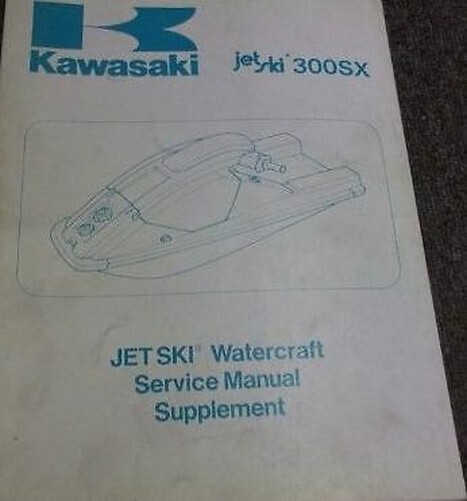 Kawasaki
jet ski® 300SX
JET SKI® Watercraft
Service Manual
Supplement